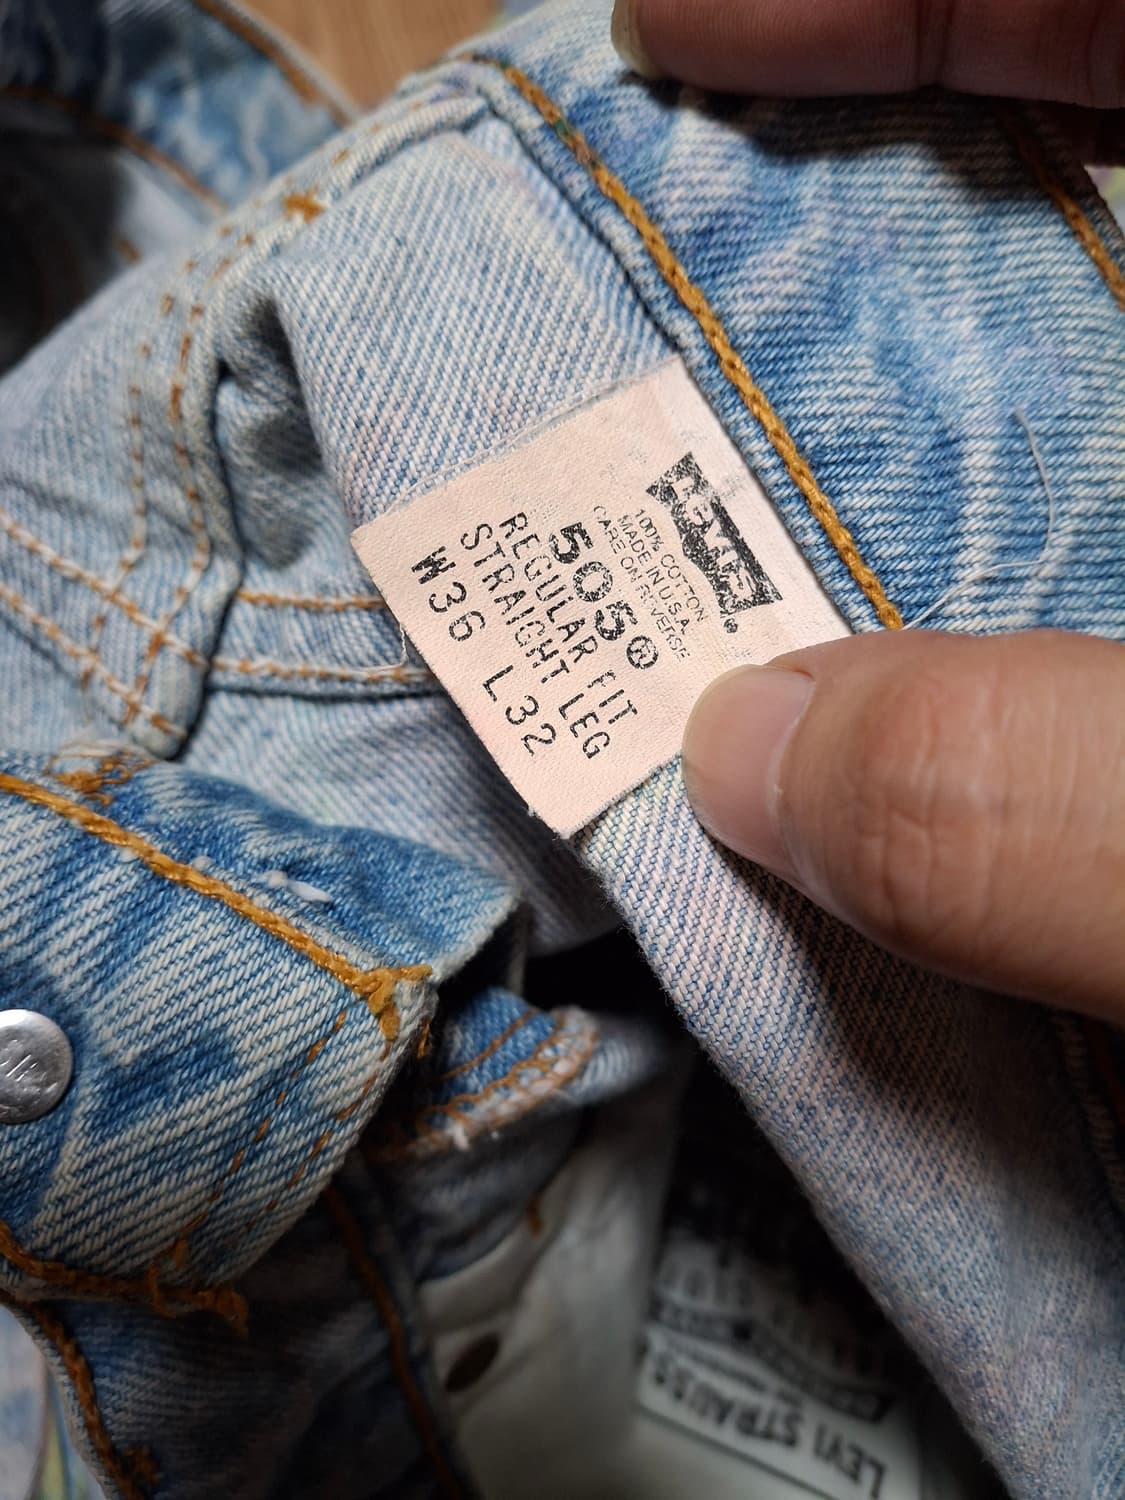 LEVI'S®
100% COTTON
MADE IN U.S.A.
CARE ON REVERSE
505®
REGULAR FIT
STRAIGHT LEG
W36 L32
LEVI STRAUSS